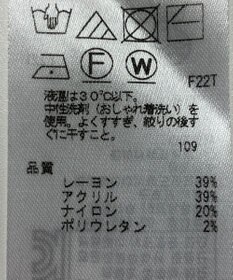 F
W
F22T
液温は30℃以下。
中性洗剤(おしゃれ着洗い)を
使用。よくすすぎ、絞りの後す
ぐに干すこと。
109
品質
レーヨン 39%
アクリル 39%
ナイロン 20%
ポリウレタン 2%